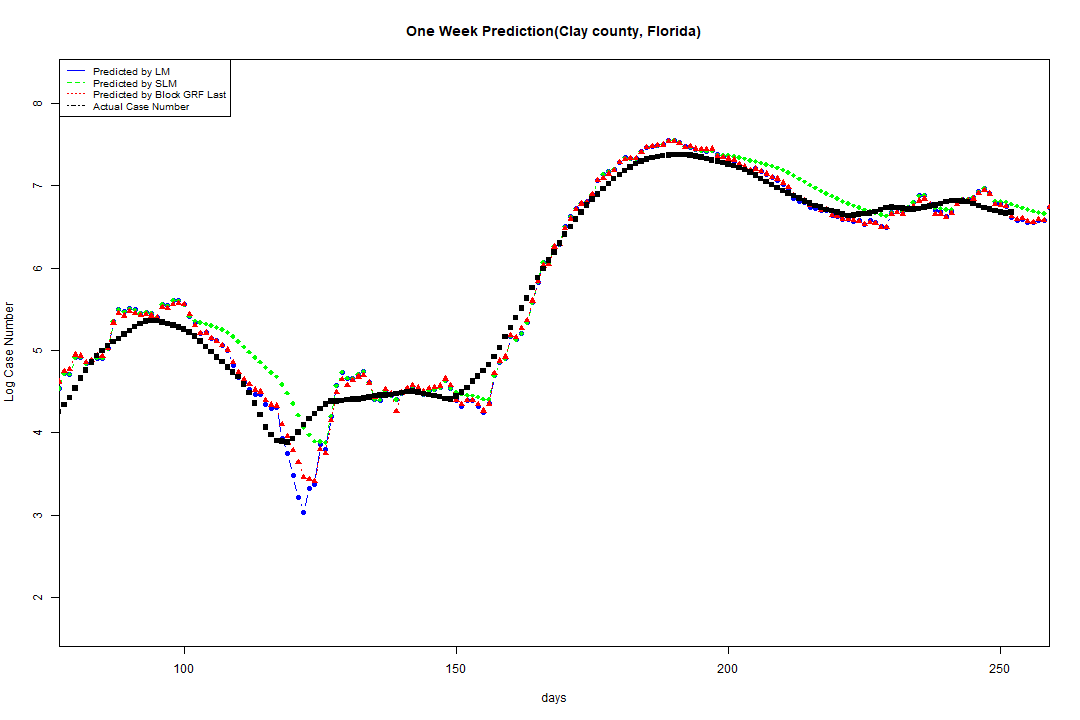 One Week Prediction(Clay county, Florida)
Predicted by LM
Predicted by SLM
Predicted by Block GRF Last
Actual Case Number
8
7
6
5
4
3
2
Log Case Number
100 150 200 250
days